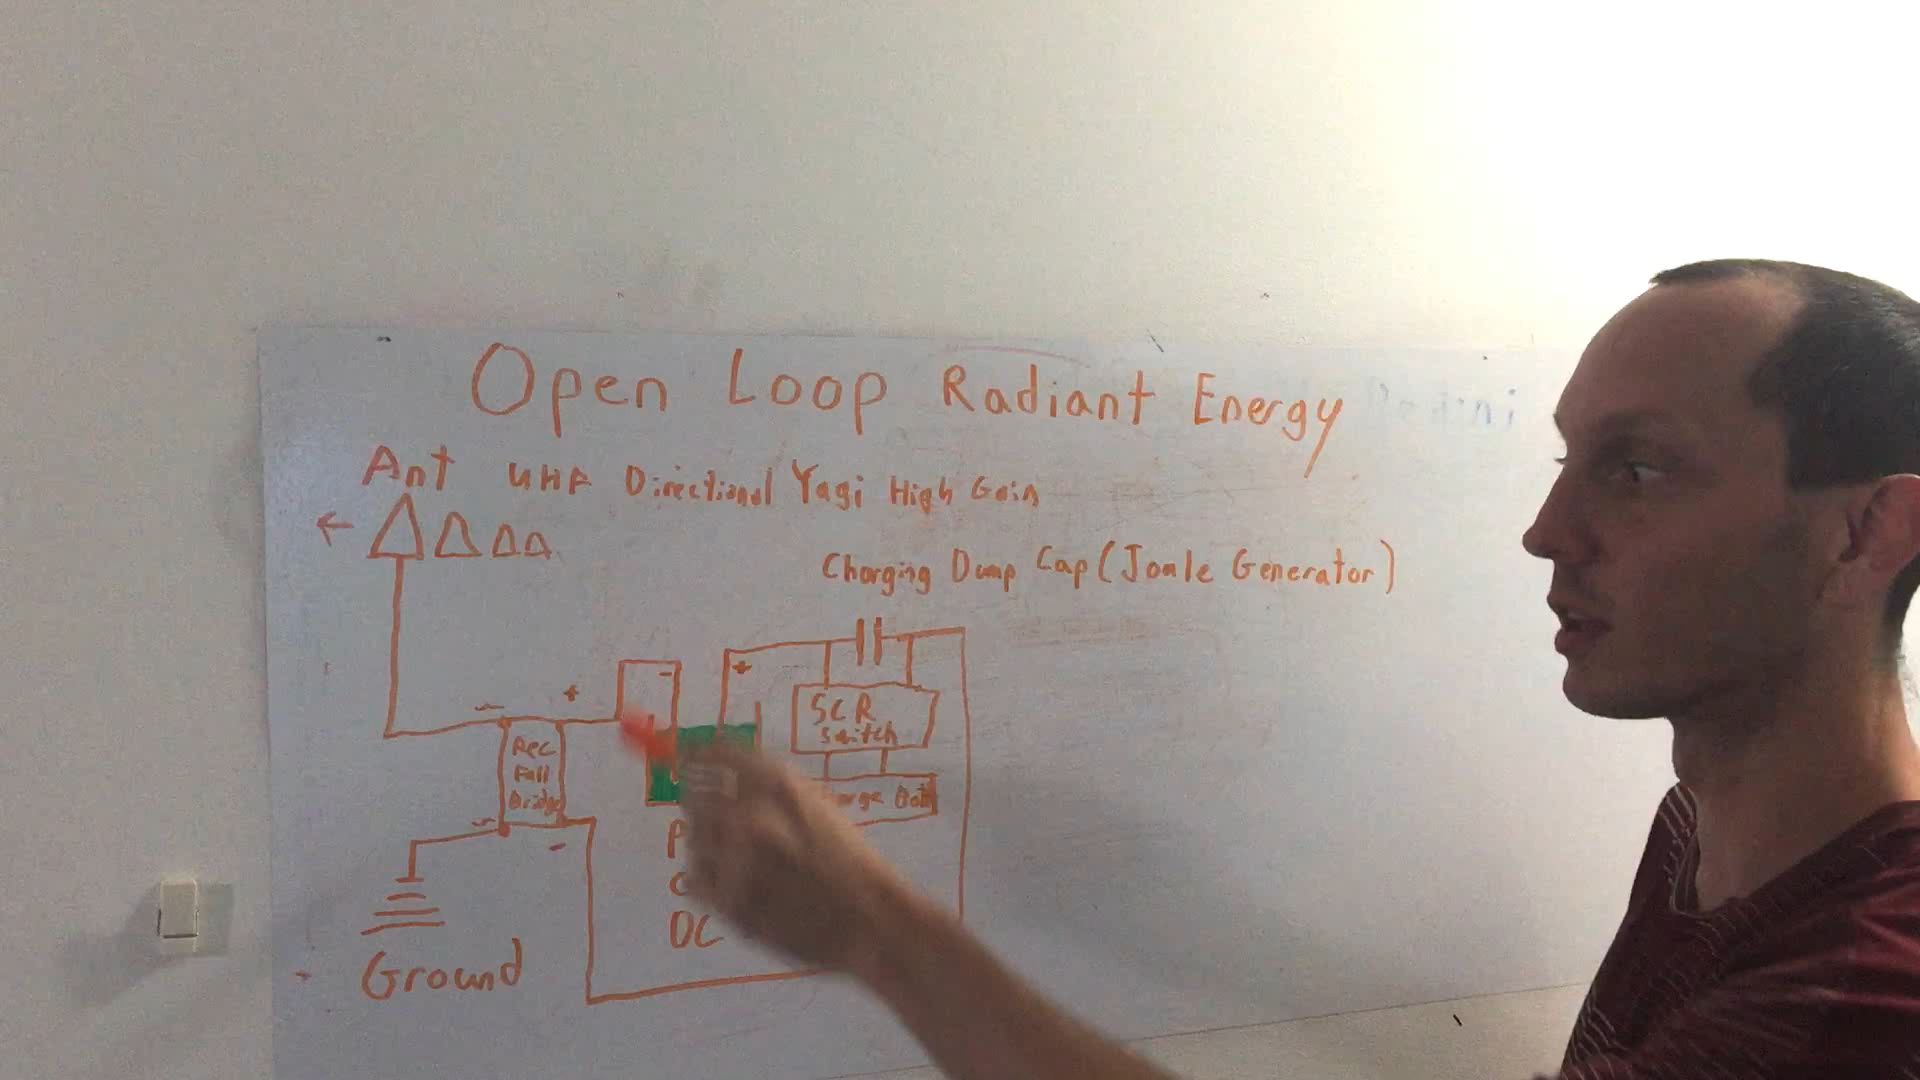 Open Loop Radiant Energy
Ant UHF Directional Yagi High Gain
Charging Dump Cap (Joule Generator)
+
-
+
SCR
Switch
~
Rec
Full
Bridge
~
-
DC
Ground